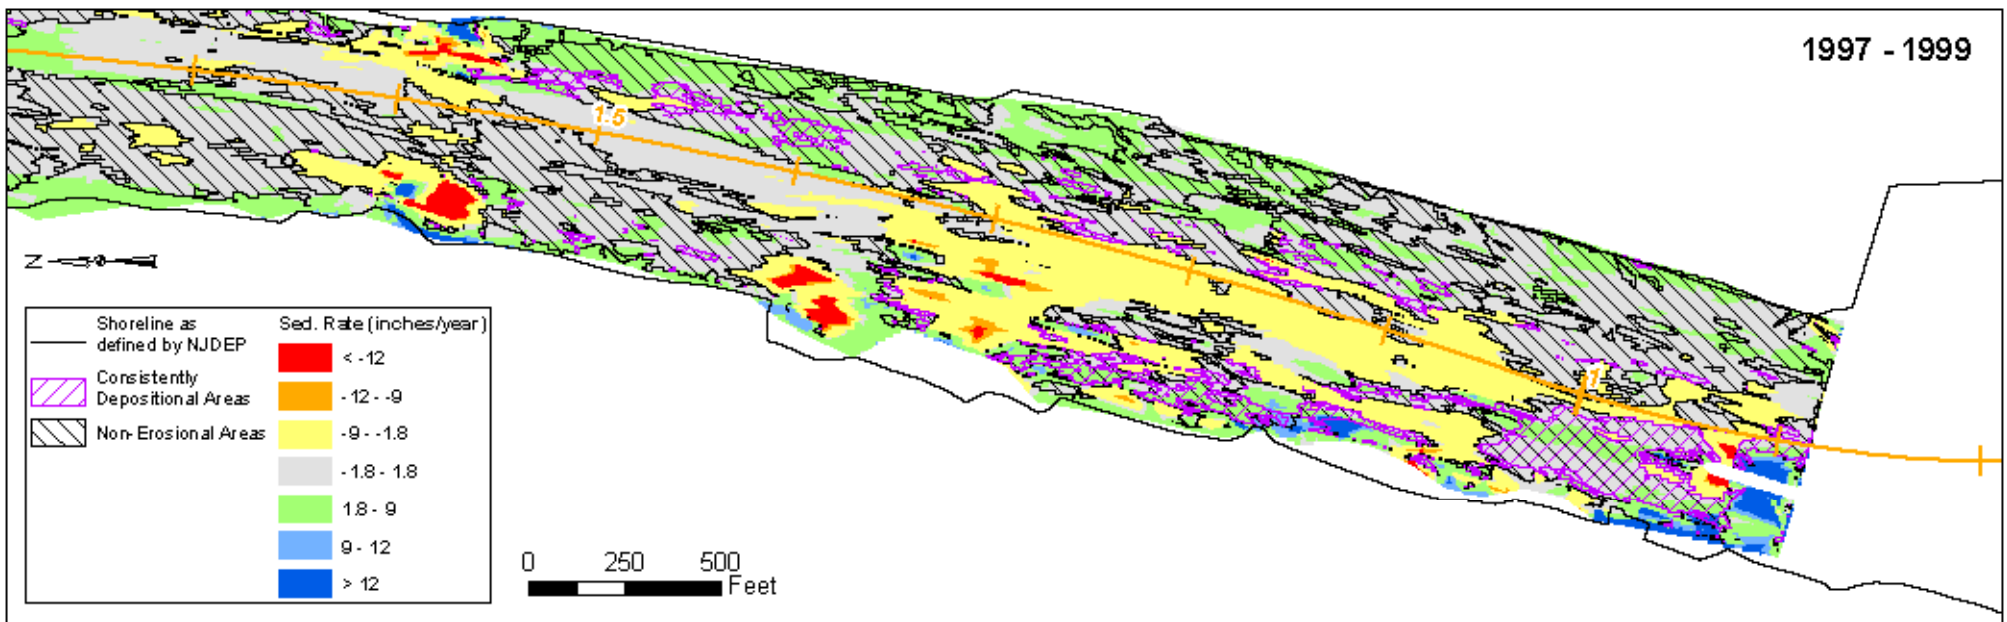 1997 - 1999
1.5
1
N
Shoreline as
defined by NJDEP
Consistently
Depositional Areas
Non-Erosional Areas
Sed. Rate (inches/year)
< -12
-12 - -9
-9 - -1.8
-1.8 - 1.8
1.8 - 9
9 - 12
> 12
0 250 500
Feet